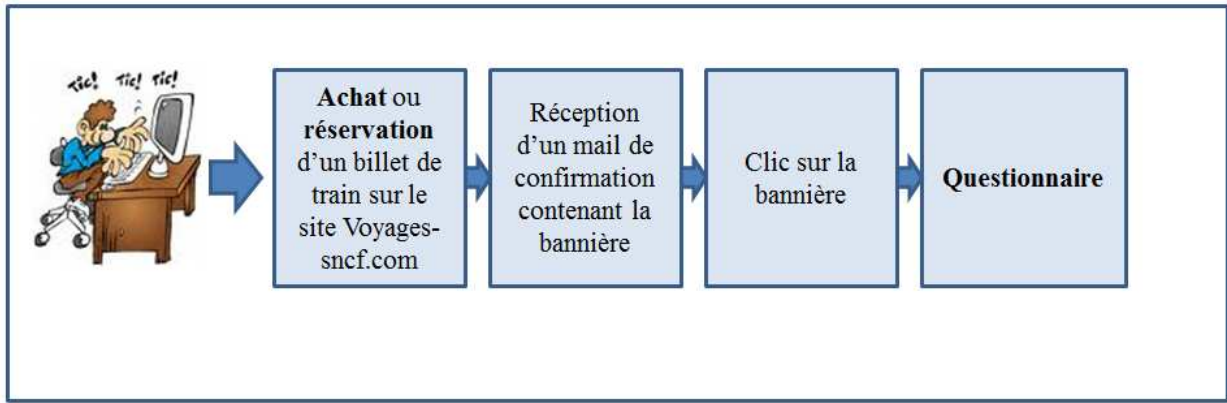 Tic! Tic! Tic!
Achat ou
réservation
d’un billet de
train sur le
site Voyages-
sncf.com
Réception
d’un mail de
confirmation
contenant la
bannière
Clic sur la
bannière
Questionnaire